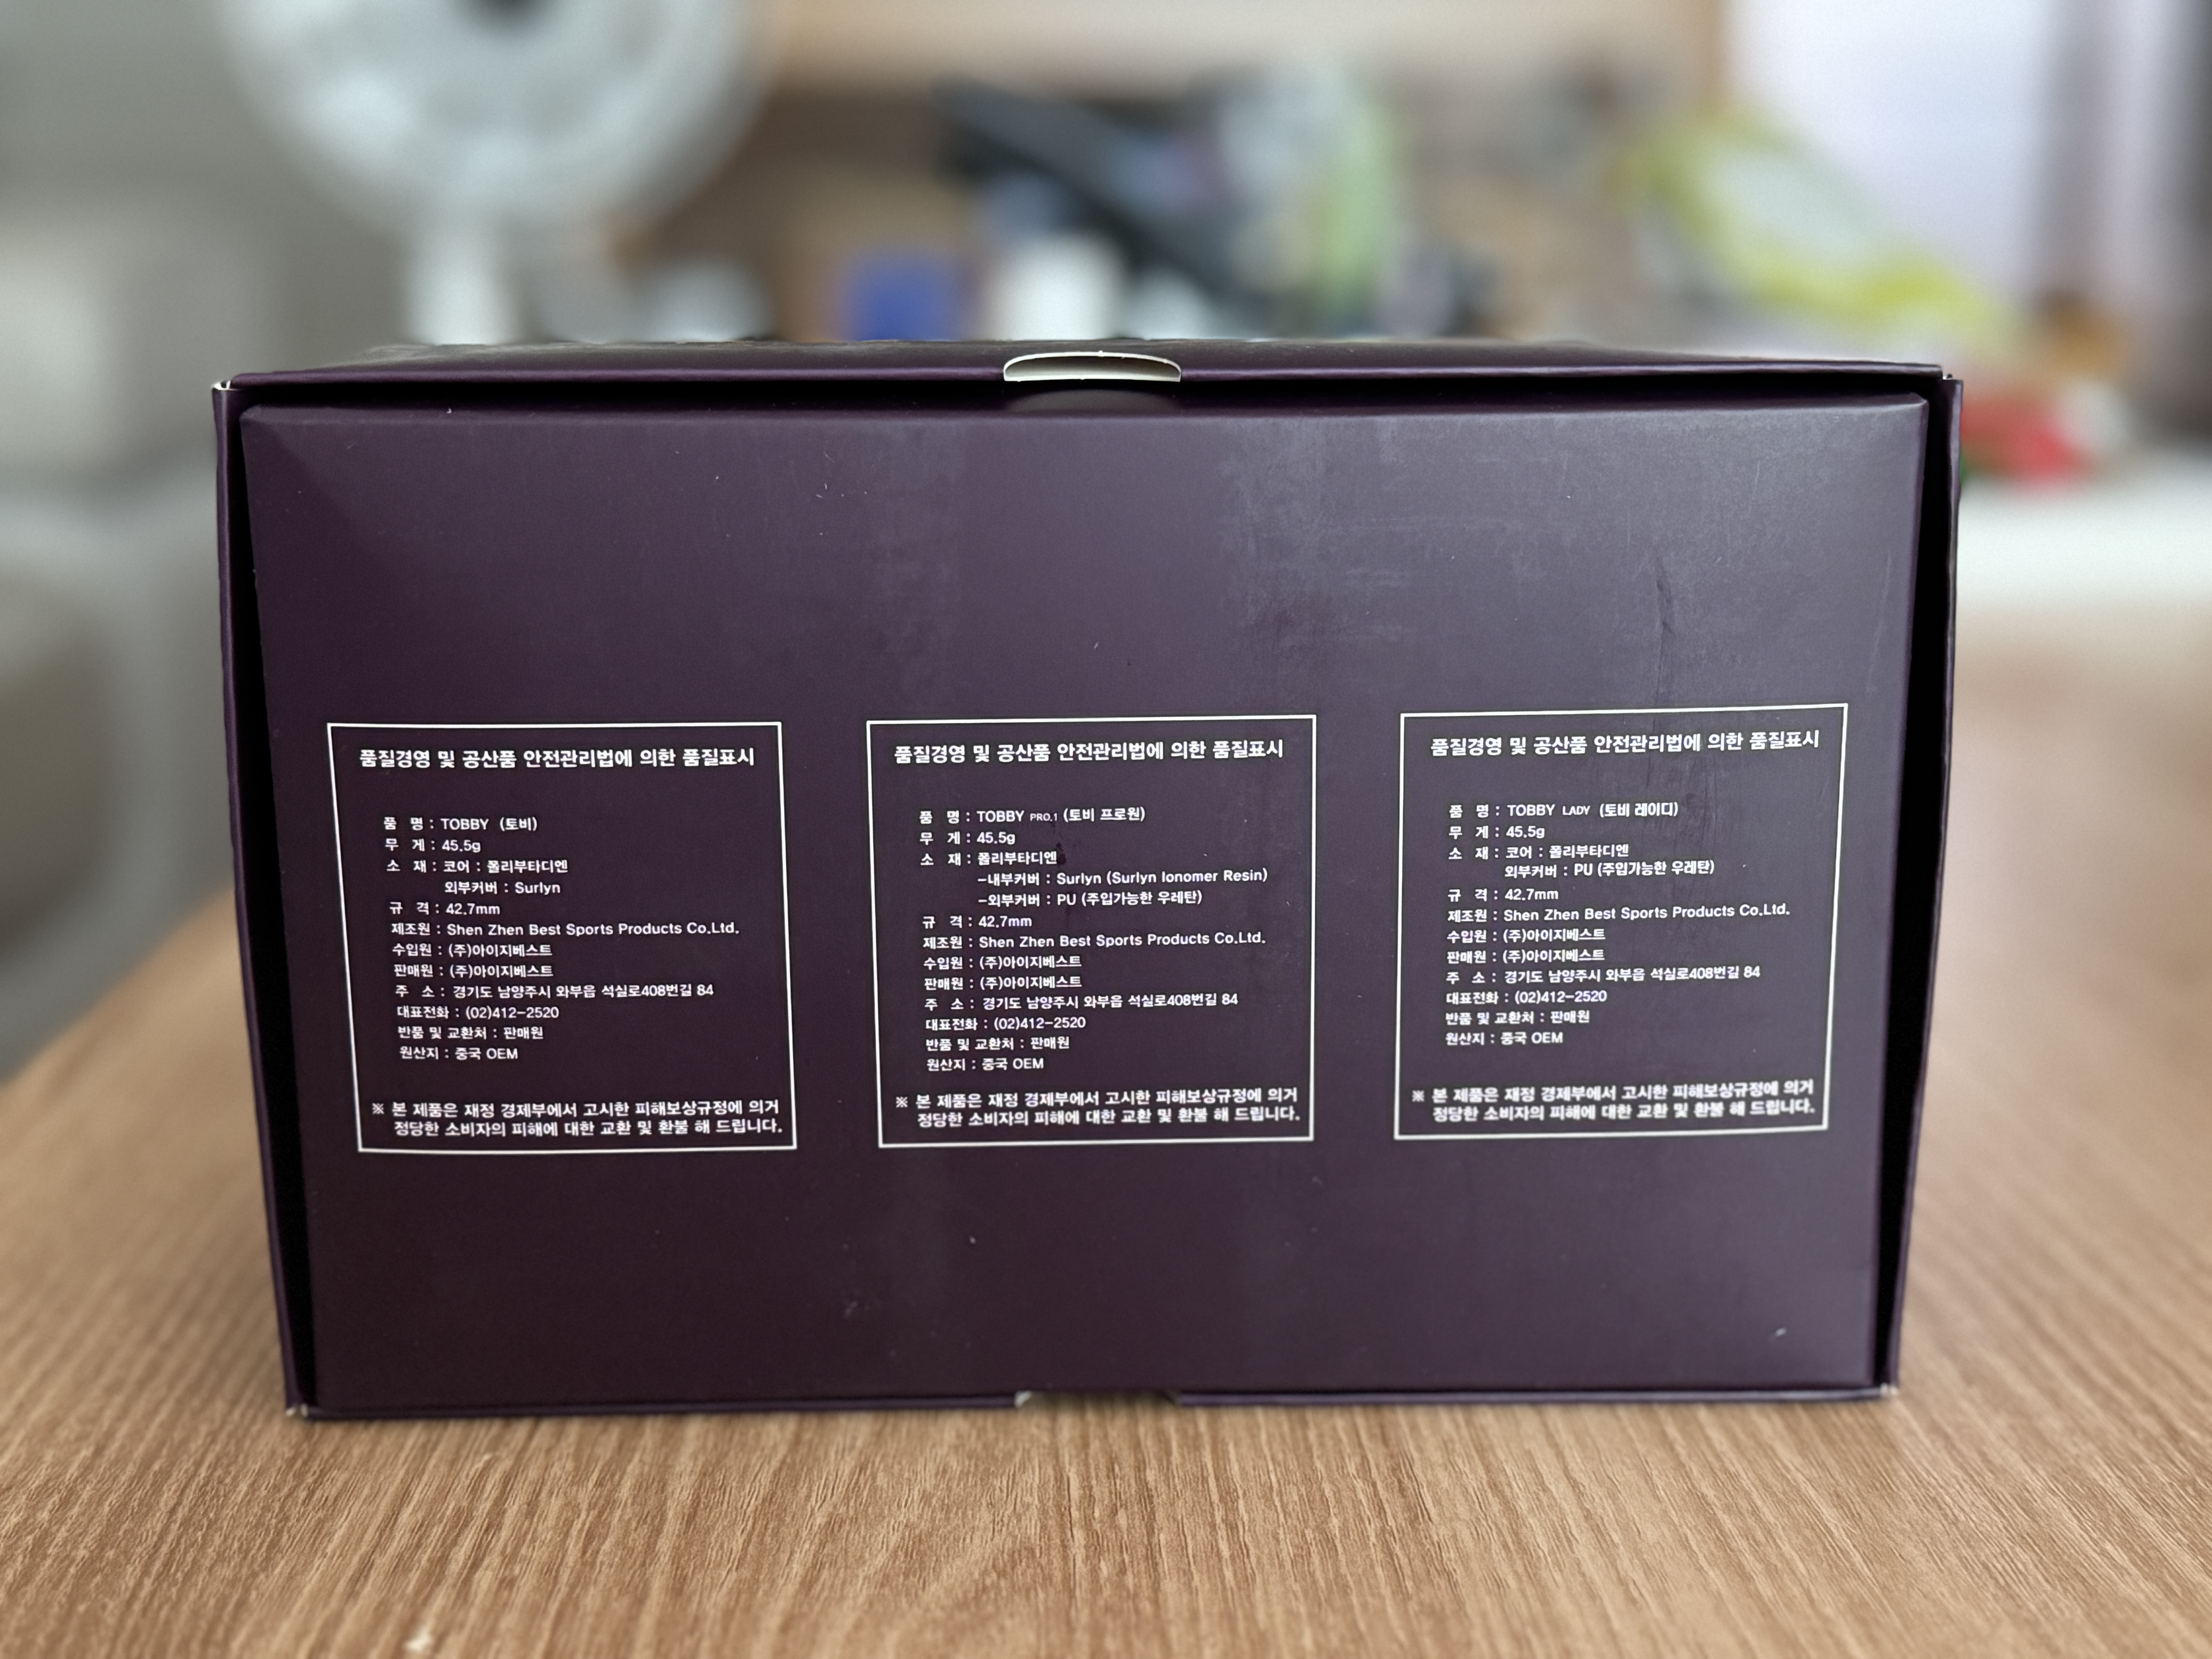 품질경영 및 공산품 안전관리법에 의한 품질표시
품 명 : TOBBY (토비)
무 게 : 45.5g
소 재 : 코어 : 폴리부타디엔
외부커버 : Surlyn
규 격 : 42.7mm
제조원 : Shen Zhen Best Sports Products Co.Ltd.
수입원 : (주)아이지베스트
판매원 : (주)아이지베스트
주 소 : 경기도 남양주시 와부읍 석실로408번길 84
대표전화 : (02)412-2520
반품 및 교환처 : 판매원
원산지 : 중국 OEM
※ 본 제품은 재정 경제부에서 고시한 피해보상규정에 의거
정당한 소비자의 피해에 대한 교환 및 환불 해 드립니다.
품질경영 및 공산품 안전관리법에 의한 품질표시
품 명 : TOBBY PRO.1 (토비 프로원)
무 게 : 45.5g
소 재 : 폴리부타디엔
-내부커버 : Surlyn (Surlyn Ionomer Resin)
-외부커버 : PU (주입가능한 우레탄)
규 격 : 42.7mm
제조원 : Shen Zhen Best Sports Products Co.Ltd.
수입원 : (주)아이지베스트
판매원 : (주)아이지베스트
주 소 : 경기도 남양주시 와부읍 석실로408번길 84
대표전화 : (02)412-2520
반품 및 교환처 : 판매원
원산지 : 중국 OEM
※ 본 제품은 재정 경제부에서 고시한 피해보상규정에 의거
정당한 소비자의 피해에 대한 교환 및 환불 해 드립니다.
품질경영 및 공산품 안전관리법에 의한 품질표시
품 명 : TOBBY LADY (토비 레이디)
무 게 : 45.5g
소 재 : 코어 : 폴리부타디엔
외부커버 : PU (주입가능한 우레탄)
규 격 : 42.7mm
제조원 : Shen Zhen Best Sports Products Co.Ltd.
수입원 : (주)아이지베스트
판매원 : (주)아이지베스트
주 소 : 경기도 남양주시 와부읍 석실로408번길 84
대표전화 : (02)412-2520
반품 및 교환처 : 판매원
원산지 : 중국 OEM
※ 본 제품은 재정 경제부에서 고시한 피해보상규정에 의거
정당한 소비자의 피해에 대한 교환 및 환불 해 드립니다.